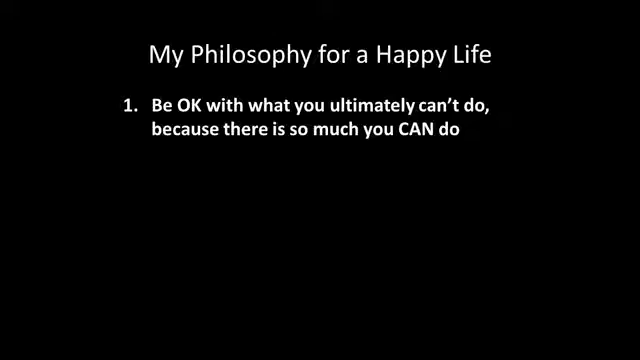 My Philosophy for a Happy Life
1. Be OK with what you ultimately can’t do,
because there is so much you CAN do